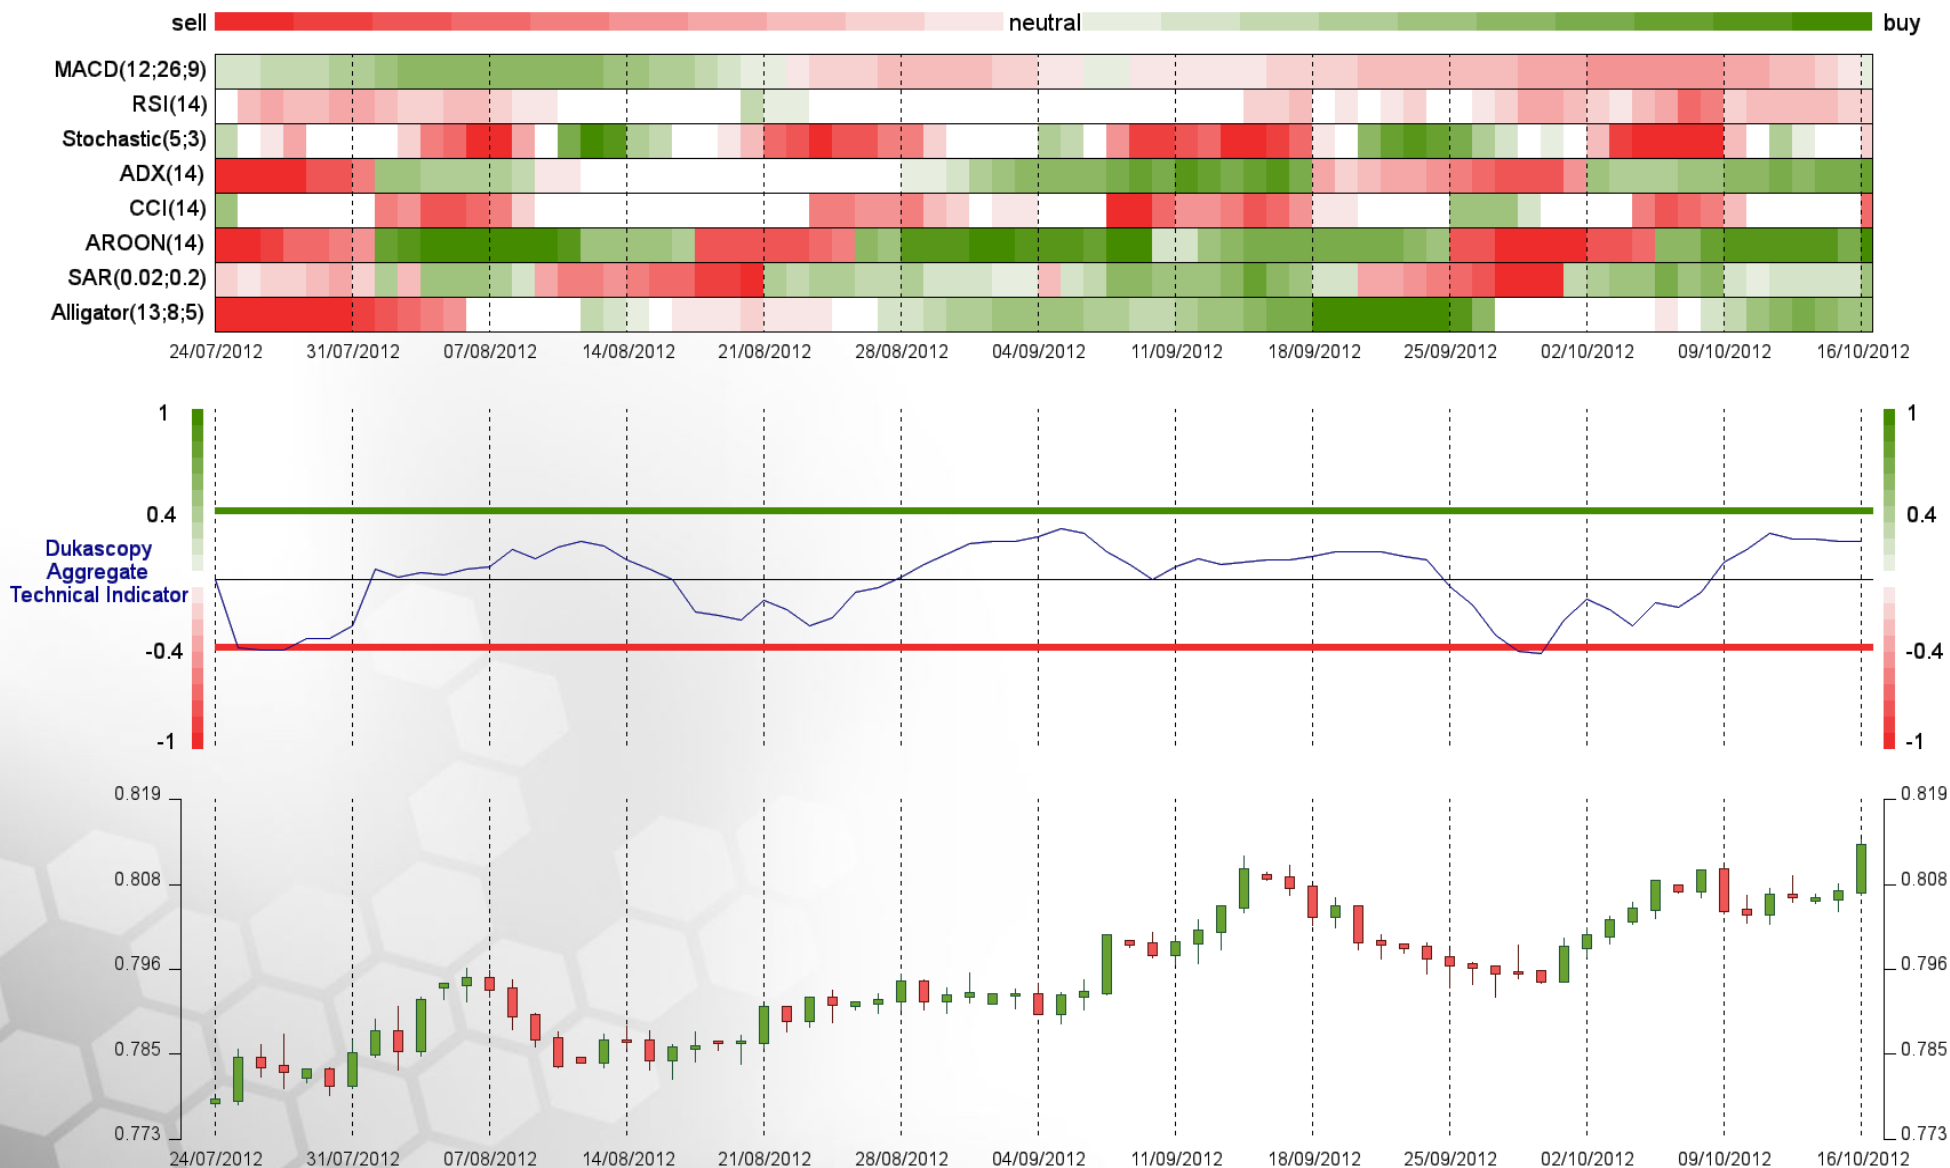 sell neutral buy
MACD(12;26;9)
RSI(14)
Stochastic(5;3)
ADX(14)
CCI(14)
AROON(14)
SAR(0.02;0.2)
Alligator(13;8;5)
24/07/2012 31/07/2012 07/08/2012 14/08/2012 21/08/2012 28/08/2012 04/09/2012 11/09/2012 18/09/2012 25/09/2012 02/10/2012 09/10/2012 16/10/2012
1 1
0.4 0.4
Dukascopy
Aggregate
Technical Indicator
-0.4 -0.4
-1 -1
0.819 0.819
0.808 0.808
0.796 0.796
0.785 0.785
0.773 0.773
24/07/2012 31/07/2012 07/08/2012 14/08/2012 21/08/2012 28/08/2012 04/09/2012 11/09/2012 18/09/2012 25/09/2012 02/10/2012 09/10/2012 16/10/2012